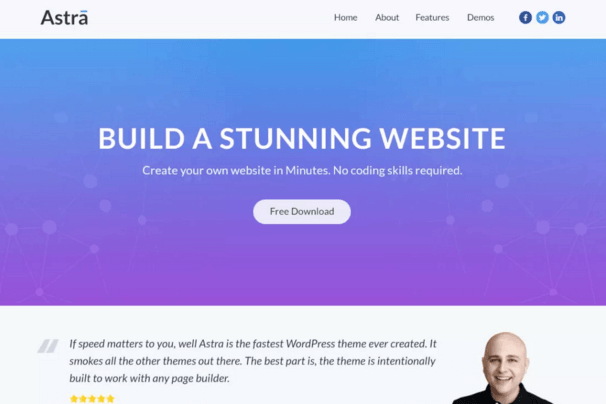 Astra
Home About Features Demos
BUILD A STUNNING WEBSITE
Create your own website in Minutes. No coding skills required.
Free Download
If speed matters to you, well Astra is the fastest WordPress theme ever created. It
smokes all the other themes out there. The best part is, the theme is intentionally
built to work with any page builder.